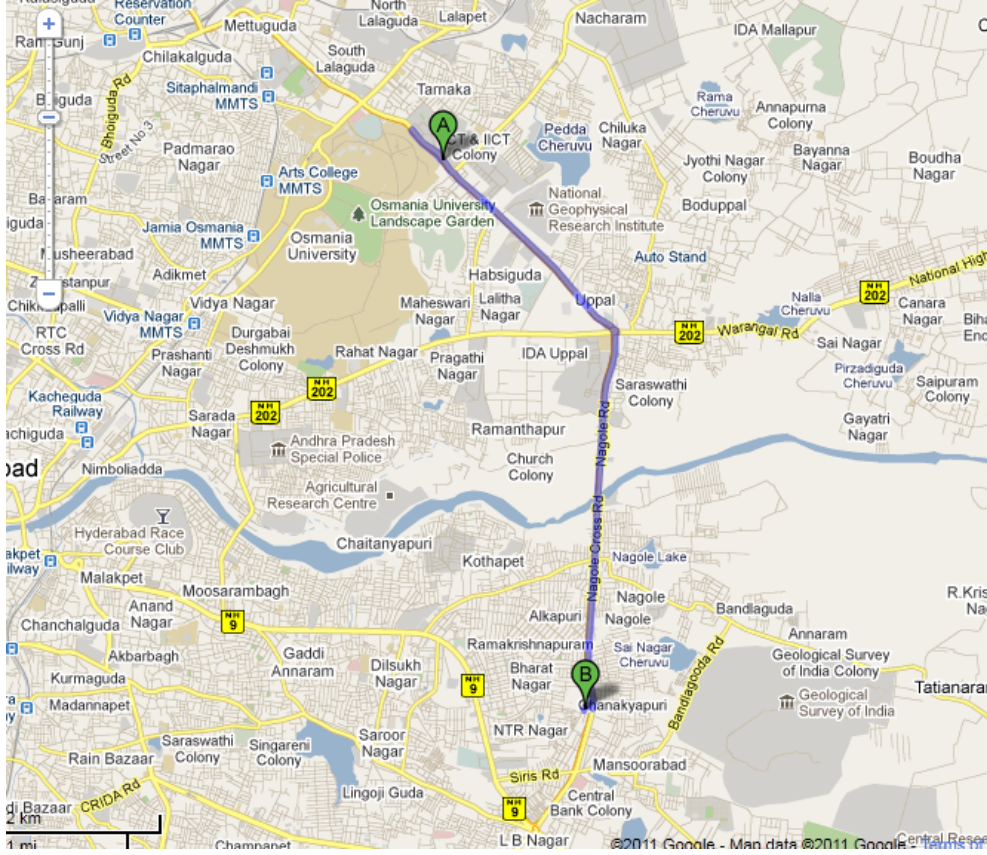 Reservation
Counter
North
Lalaguda
Lalapet
Nacharam
IDA Mallapur
Mettuguda
Chilakalguda
South
Lalaguda
Sitaphalmandi
MMTS
Tarnaka
Bhoiguda Rd
Street No 3
Padmarao
Nagar
A
Colony
Pedda
Cheruvu
Chiluka
Nagar
Rama
Cheruvu
Annapurna
Colony
Bayanna
Nagar
Boudha
Nagar
Jyothi Nagar
Colony
Boduppal
Arts College
MMTS
Osmania University
Landscape Garden
National
Geophysical
Research Institute
Jamia Osmania
MMTS
Osmania
University
Auto Stand
Adikmet
Habsiguda
National High
NH
202
Nalla
Cheruvu
Canara
Nagar
Vidya Nagar
Vidya Nagar
MMTS
Maheswari
Nagar
Lalitha
Nagar
Uppal
NH
202
Warangal Rd
Sai Nagar
RTC
Cross Rd
Prashanti
Nagar
Durgabai
Deshmukh
Colony
Rahat Nagar
Pragathi
Nagar
IDA Uppal
Pirzadiguda
Cheruvu
Saipuram
Colony
Saraswathi
Colony
Kacheguda
Railway
NH
202
NH
202
Sarada
Nagar
Nagole Rd
Gayatri
Nagar
Ramanthapur
Andhra Pradesh
Special Police
Nimboliadda
Church
Colony
Agricultural
Research Centre
Hyderabad Race
Course Club
Chaitanyapuri
Kothapet
Nagole Cross Rd
Nagole Lake
Malakpet
Moosarambagh
Anand
Nagar
NH
9
Chanchalguda
Nagole
Nagole
Bandlaguda
Alkapuri
Ramakrishnapuram
Sai Nagar
Cheruvu
Annaram
Geological Survey
of India Colony
Akbarbagh
Gaddi
Annaram
Dilsukh
Nagar
Bharat
Nagar
Kurmaguda
NH
9
B
Chanakyapuri
Bandlagooda Rd
Geological
Survey of India
Madannapet
NTR Nagar
Saraswathi
Colony
Singareni
Colony
Saroor
Nagar
Rain Bazaar
Siris Rd
Mansoorabad
CRIDA Rd
Lingoji Guda
NH
9
Central
Bank Colony
2 km
1 mi
Champapet
L B Nagar
©2011 Google - Map data ©2011 Google -